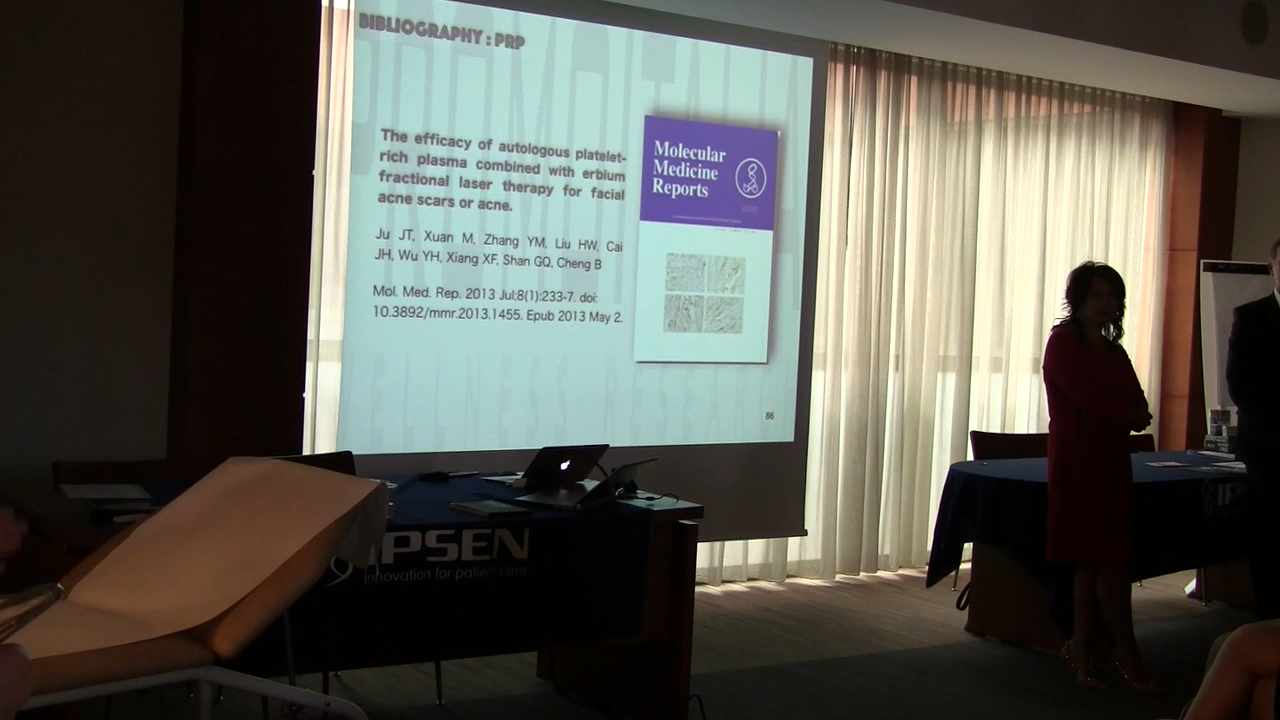 BIBLIOGRAPHY : PRP
The efficacy of autologous platelet-
rich plasma combined with erbium
fractional laser therapy for facial
acne scars or acne.
Ju JT, Xuan M, Zhang YM, Liu HW, Cai
JH, Wu YH, Xiang XF, Shan GQ, Cheng B
Mol. Med. Rep. 2013 Jul;8(1):233-7. doi:
10.3892/mmr.2013.1455. Epub 2013 May 2.
Molecular
Medicine
Reports
86
IPSEN
Innovation for patient care
IP